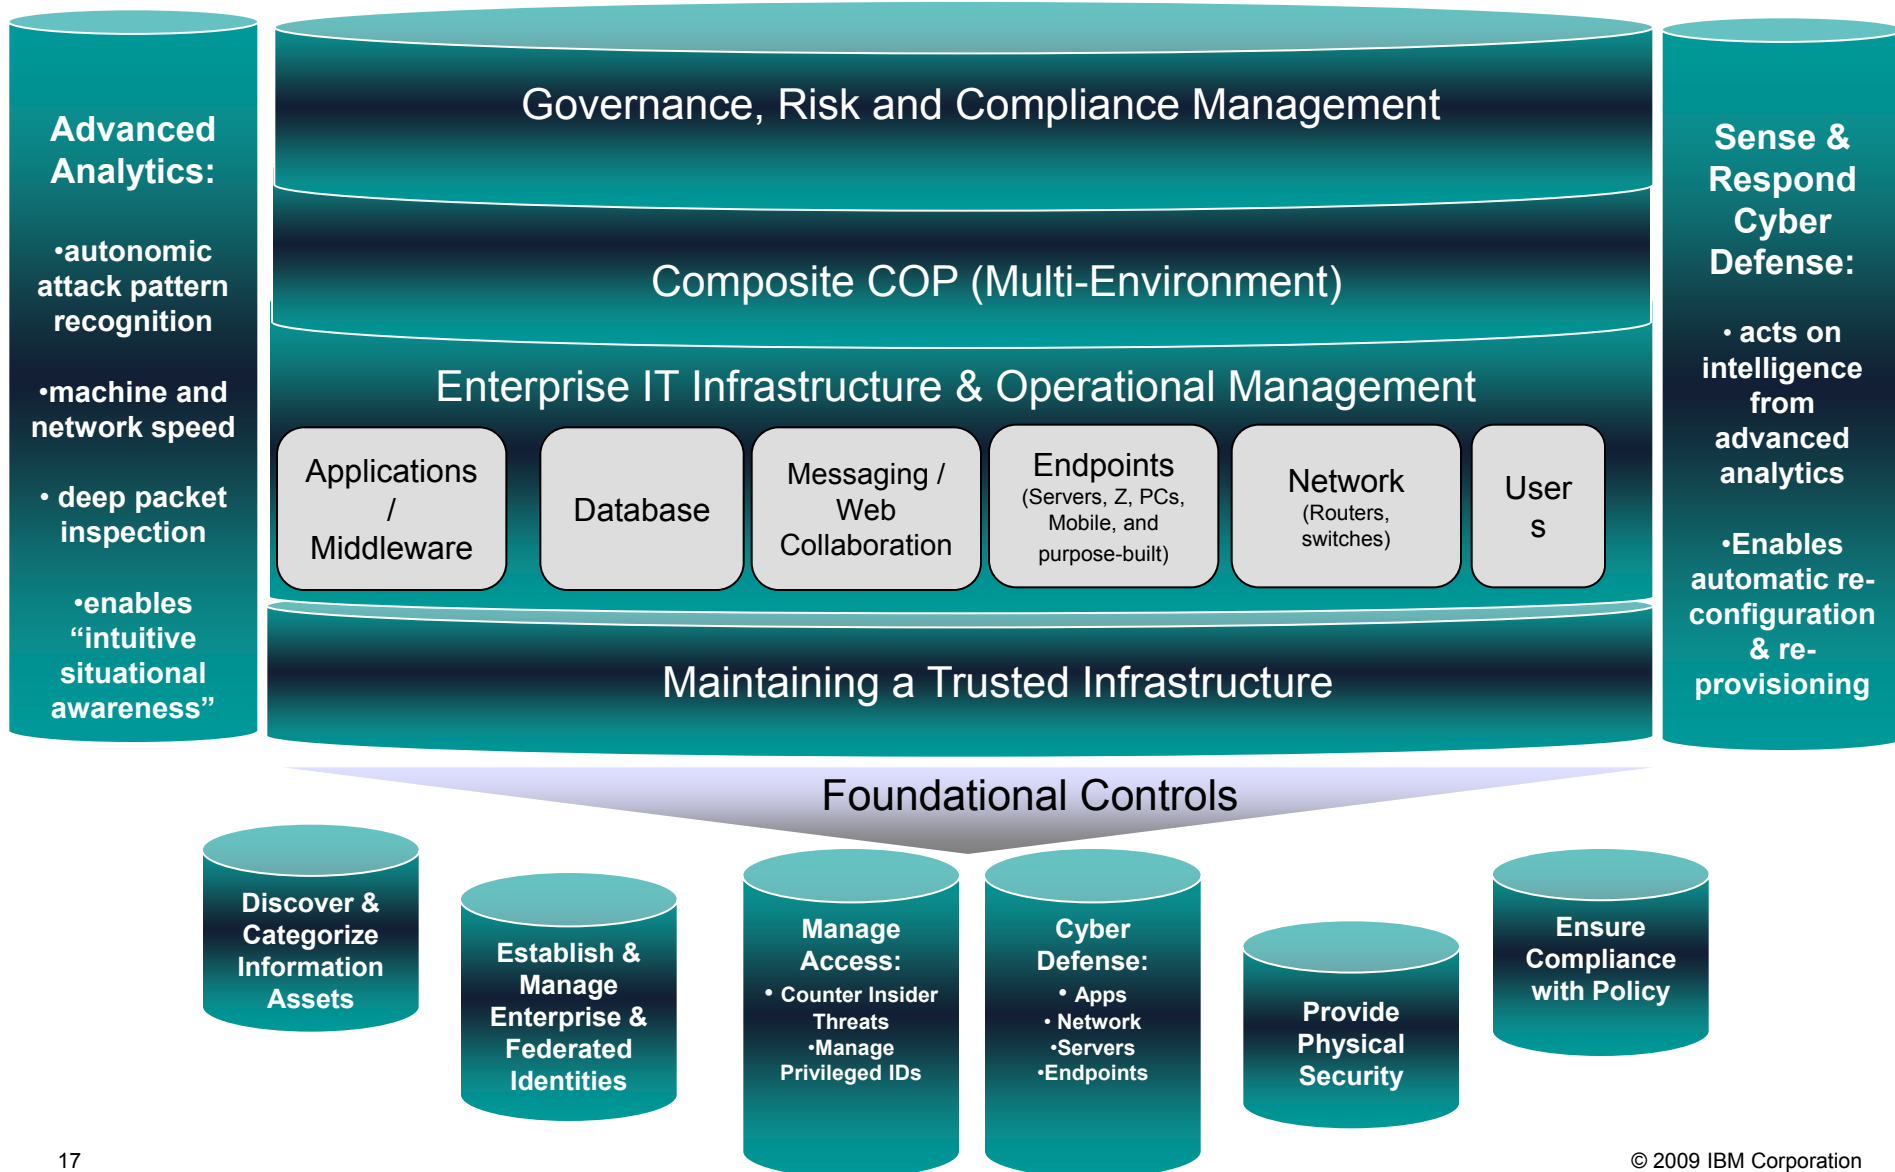 Governance, Risk and Compliance Management
Composite COP (Multi-Environment)
Enterprise IT Infrastructure & Operational Management
Advanced
Analytics:
•autonomic
attack pattern
recognition
•machine and
network speed
• deep packet
inspection
•enables
“intuitive
situational
awareness”
Applications
/
Middleware
Database
Messaging /
Web
Collaboration
Endpoints
(Servers, Z, PCs,
Mobile, and
purpose-built)
Network
(Routers,
switches)
User
s
Sense &
Respond
Cyber
Defense:
• acts on
intelligence
from
advanced
analytics
•Enables
automatic re-
configuration
& re-
provisioning
Maintaining a Trusted Infrastructure
Foundational Controls
Discover &
Categorize
Information
Assets
Establish &
Manage
Enterprise &
Federated
Identities
Manage
Access:
• Counter Insider
Threats
•Manage
Privileged IDs
Cyber
Defense:
• Apps
• Network
•Servers
•Endpoints
Provide
Physical
Security
Ensure
Compliance
with Policy
17
© 2009 IBM Corporation